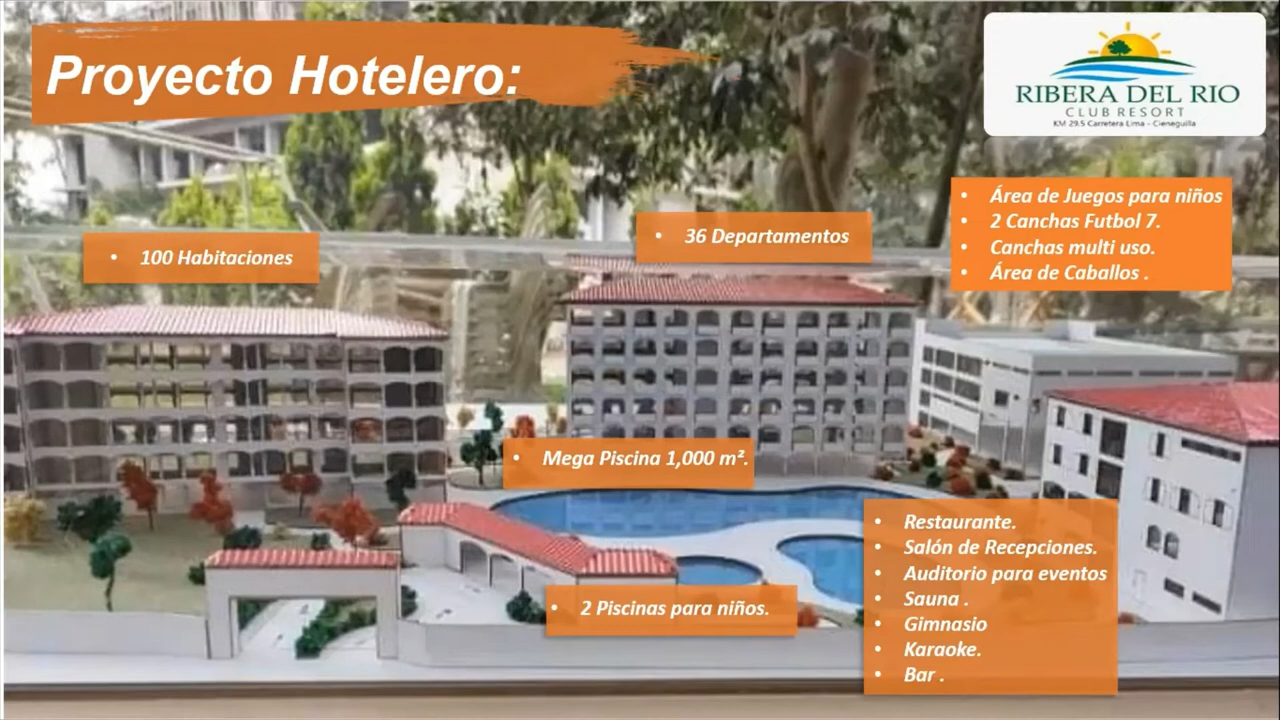 Proyecto Hotelero:
RIBERA DEL RIO
CLUB RESORT
KM 29.5 Carretera Lima - Cieneguilla
• Área de Juegos para niños
• 2 Canchas Futbol 7.
• Canchas multi uso.
• Área de Caballos .
• 36 Departamentos
• 100 Habitaciones
• Mega Piscina 1,000 m².
• Restaurante.
• Salón de Recepciones.
• Auditorio para eventos
• Sauna .
• Gimnasio
• Karaoke.
• Bar .
• 2 Piscinas para niños.